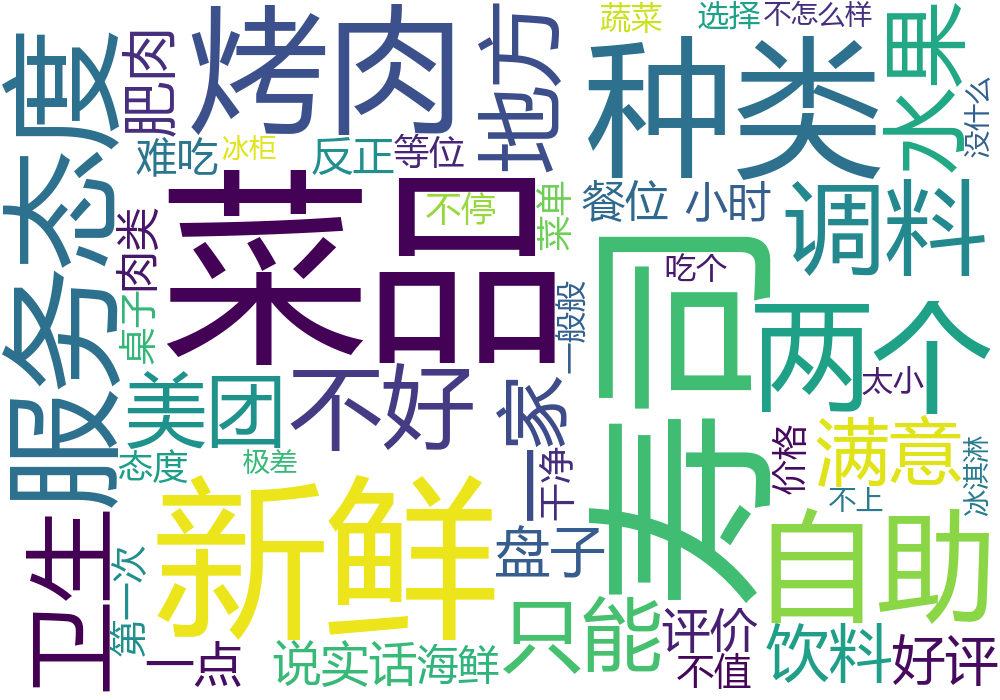 蔬菜
选择
不怎么样
烤肉
地方
种类
水果
肥肉
服务态度
没什么
难吃
冰柜
反正
等位
菜品
不停
菜单
餐位
小时
调料
肉类
寿司
吃个
桌子
一般般
两个
太小
美团
不好
一家
态度
极差
干净
价格
满意
冰淇淋
不上
新鲜
盘子
自助
卫生
第一次
一点
说实话
海鲜
只能
评价
不值
饮料
好评